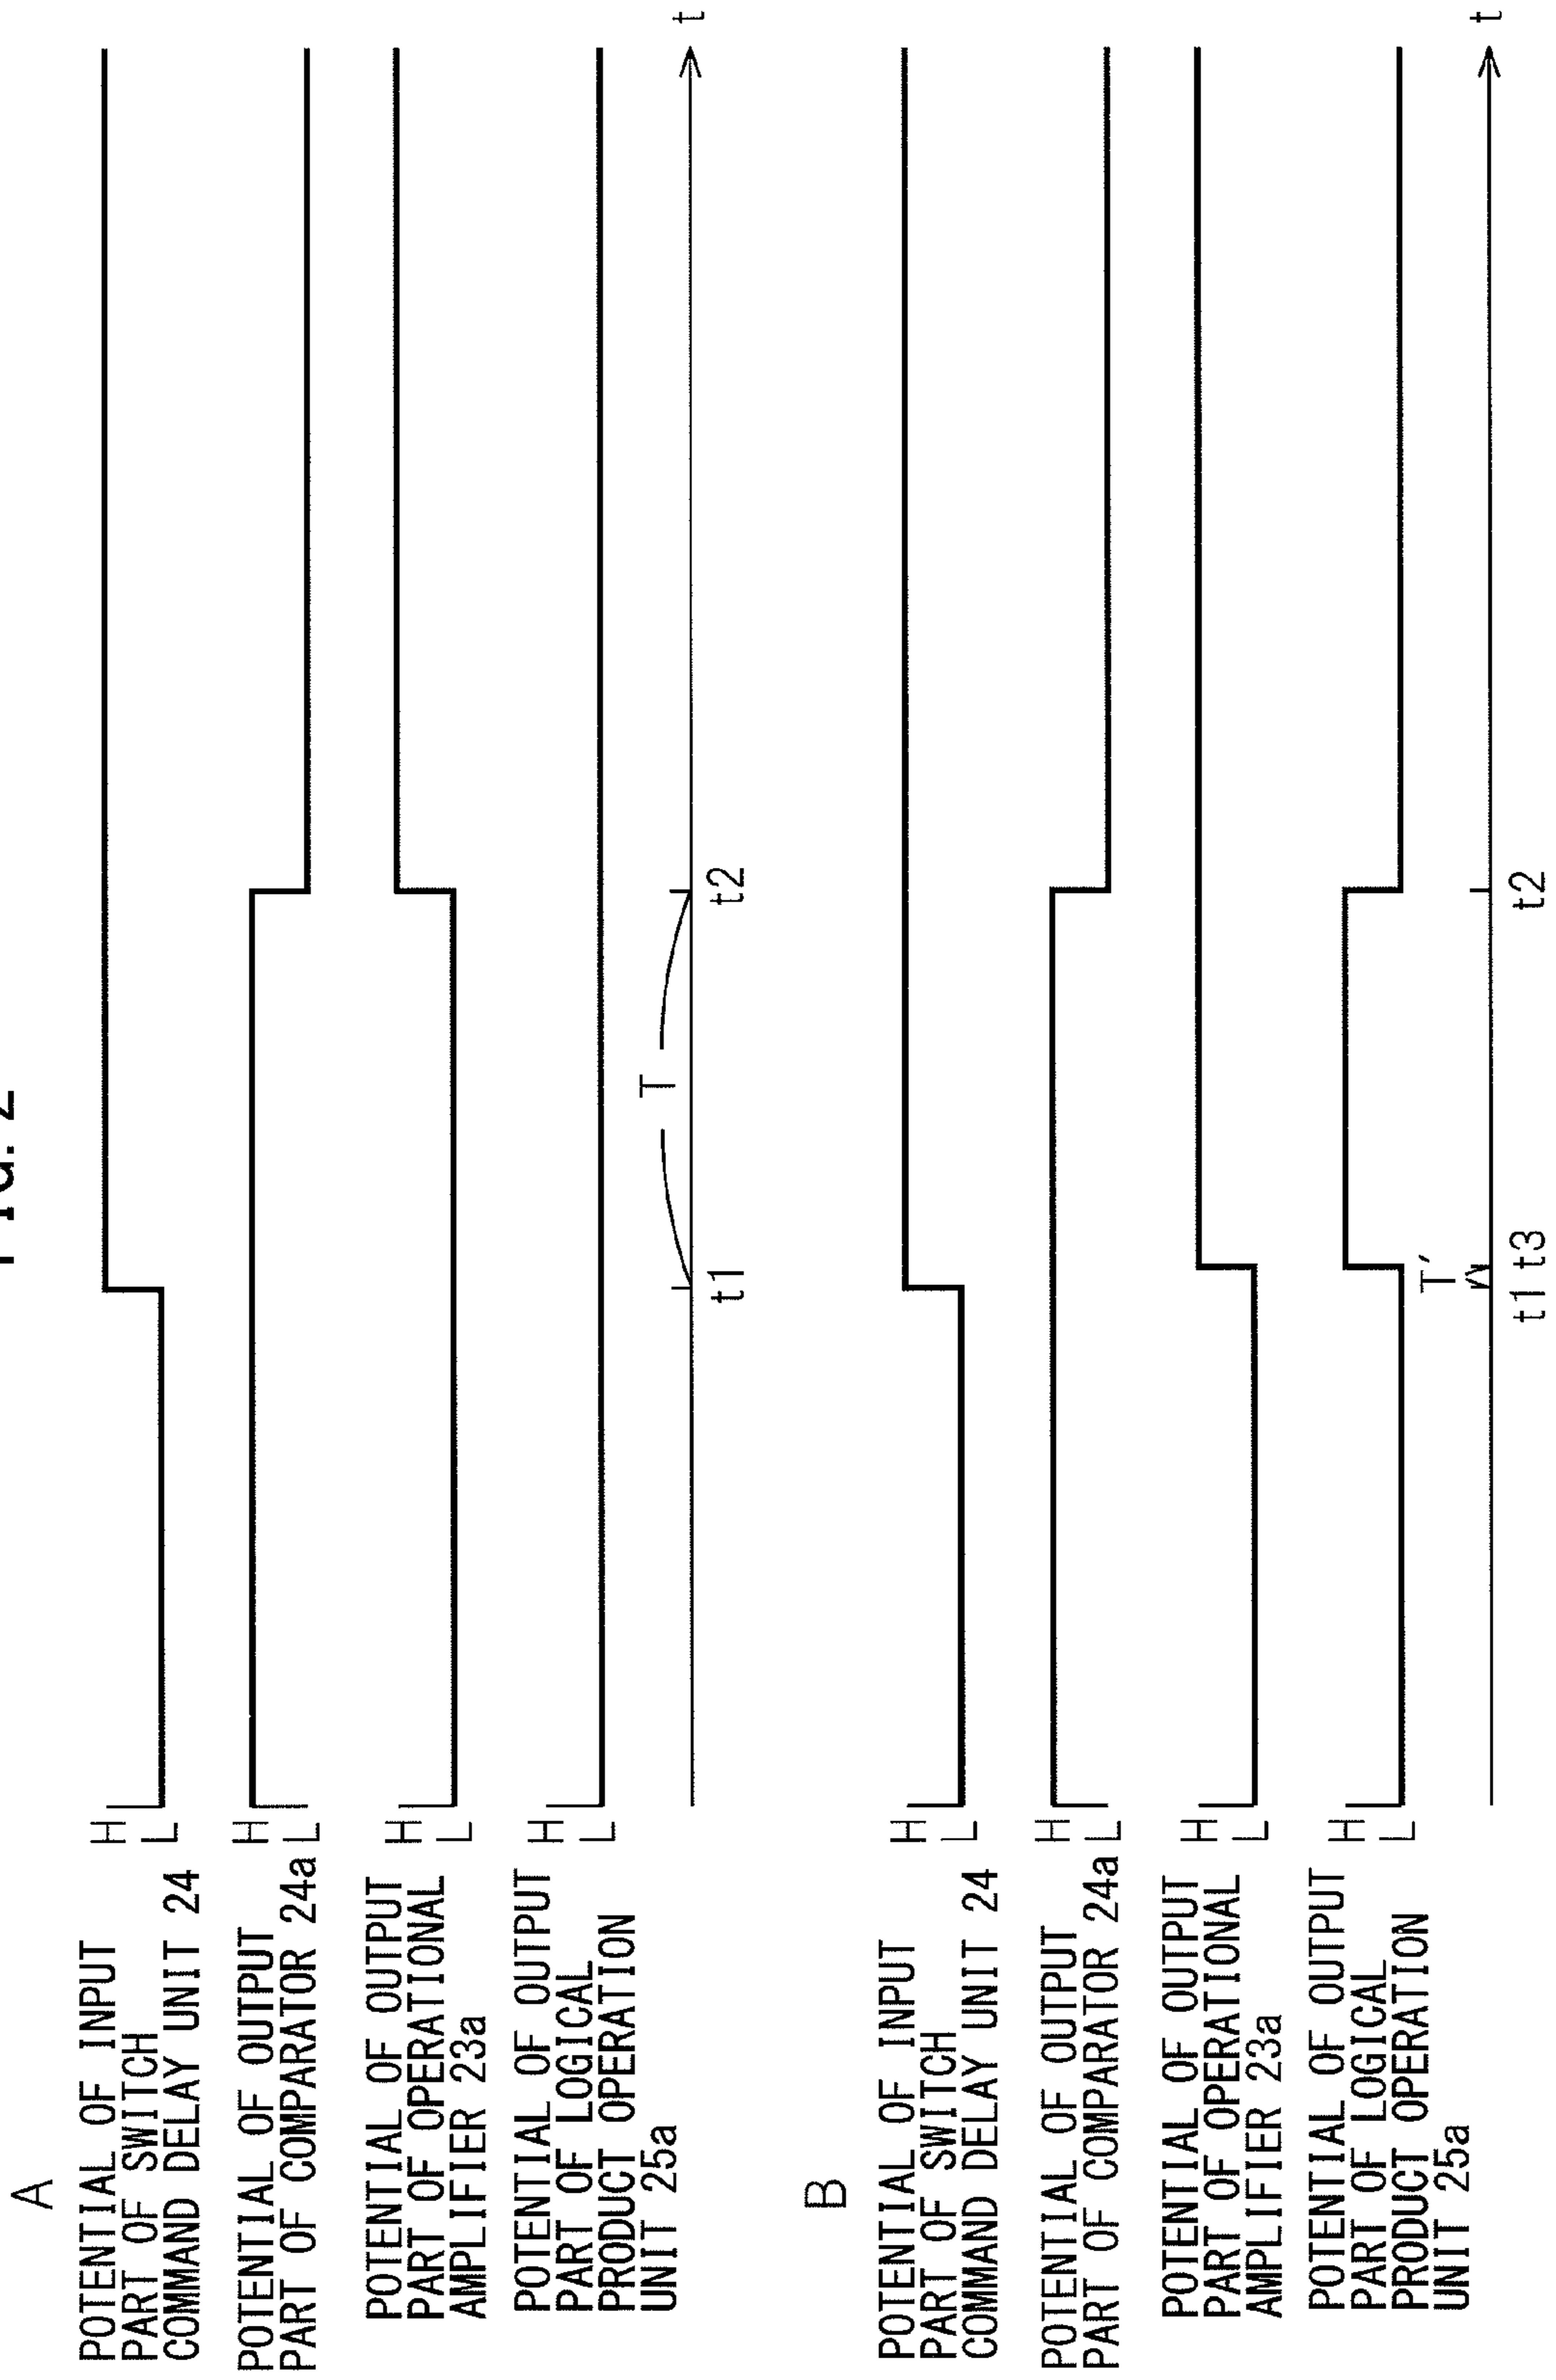 FIG. 2
A
POTENTIAL OF INPUT
PART OF SWITCH
COMMAND DELAY UNIT 24
H
L
POTENTIAL OF OUTPUT
PART OF COMPARATOR 24a
H
L
POTENTIAL OF OUTPUT
PART OF OPERATIONAL
AMPLIFIER 23a
H
L
POTENTIAL OF OUTPUT
PART OF LOGICAL
PRODUCT OPERATION
UNIT 25a
H
L
T
t
t1
t2
B
POTENTIAL OF INPUT
PART OF SWITCH
COMMAND DELAY UNIT 24
H
L
POTENTIAL OF OUTPUT
PART OF COMPARATOR 24a
H
L
POTENTIAL OF OUTPUT
PART OF OPERATIONAL
AMPLIFIER 23a
H
L
POTENTIAL OF OUTPUT
PART OF LOGICAL
PRODUCT OPERATION
UNIT 25a
H
L
T′
t
t1 t3
t2